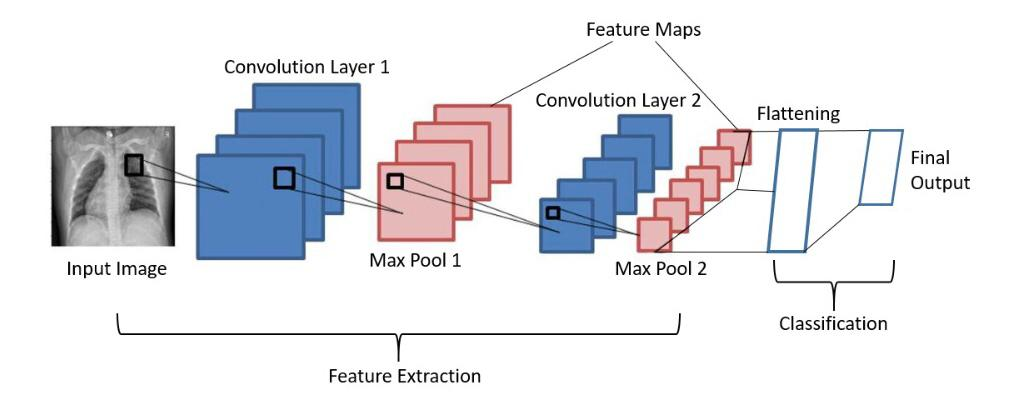 Feature Maps
Convolution Layer 1
Convolution Layer 2
Flattening
Final
Output
Input Image
Max Pool 1
Max Pool 2
Classification
Feature Extraction